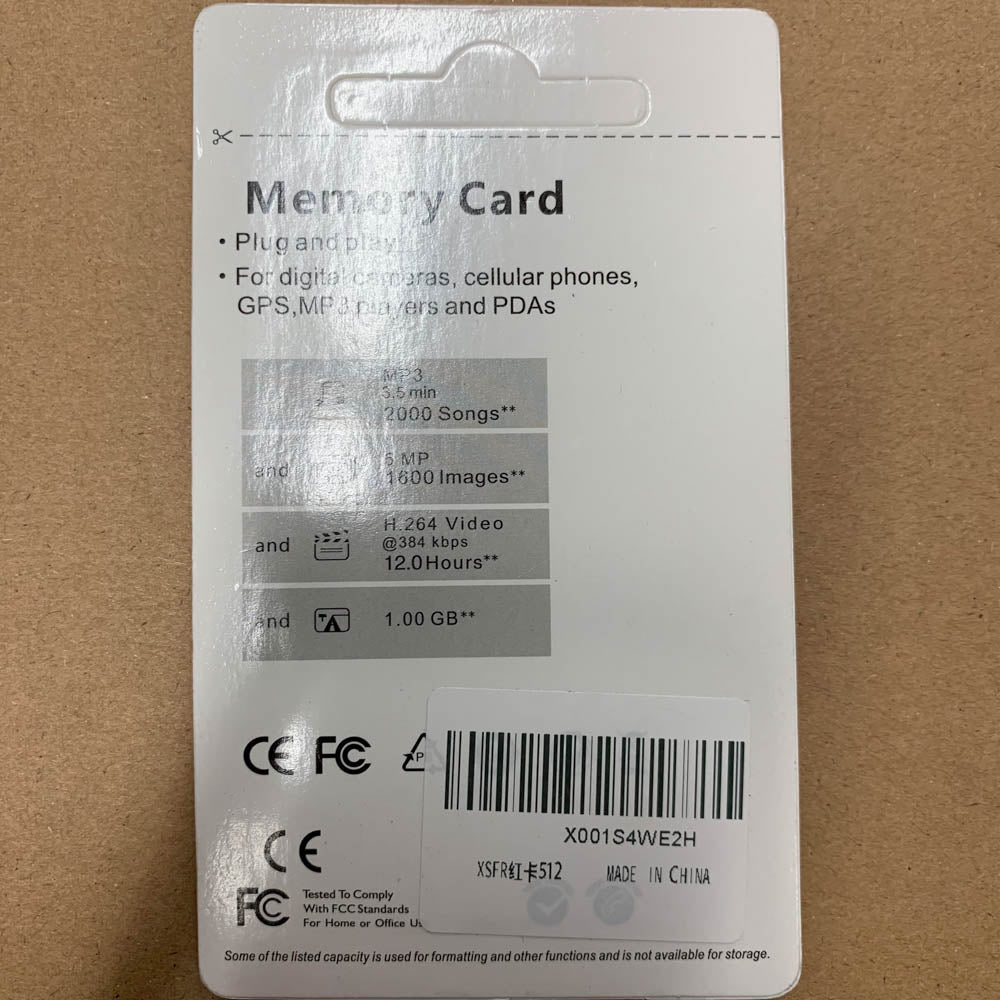 Memory Card
• Plug and play
• For digital cameras, cellular phones,
GPS,MP3 players and PDAs
MP3
3.5 min
2000 Songs**
and
5 MP
1600 Images**
and
H.264 Video
@384 kbps
12.0Hours**
and
1.00 GB**
CE FC P
X001S4WE2H
XSFR红卡512 MADE IN CHINA
CE
FC
Tested To Comply
With FCC Standards
For Home or Office
Some of the listed capacity is used for formatting and other functions and is not available for storage.